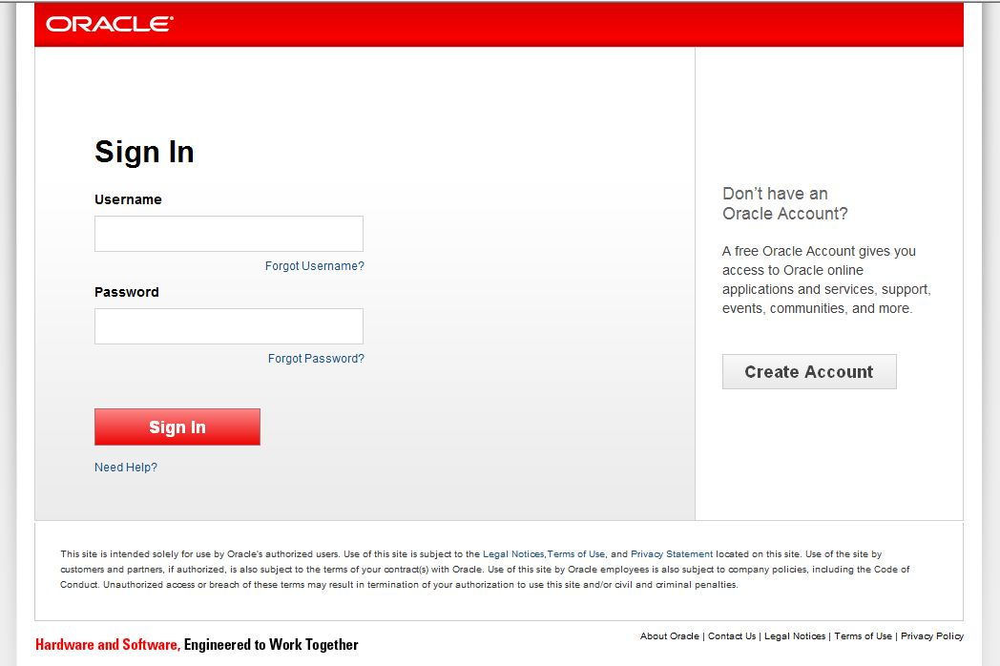 ORACLE®
Sign In
Username
Forgot Username?
Password
Forgot Password?
Sign In
Need Help?
Don't have an
Oracle Account?
A free Oracle Account gives you
access to Oracle online
applications and services, support,
events, communities, and more.
Create Account
This site is intended solely for use by Oracle's authorized users. Use of this site is subject to the Legal Notices,Terms of Use, and Privacy Statement located on this site. Use of the site by
customers and partners, if authorized, is also subject to the terms of your contract(s) with Oracle. Use of this site by Oracle employees is also subject to company policies, including the Code of
Conduct. Unauthorized access or breach of these terms may result in termination of your authorization to use this site and/or civil and criminal penalties.
Hardware and Software, Engineered to Work Together
About Oracle | Contact Us | Legal Notices | Terms of Use | Privacy Policy